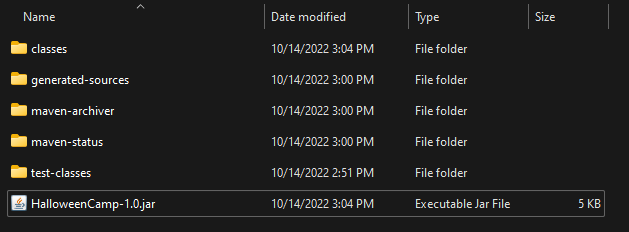 Name Date modified Type Size
classes 10/14/2022 3:04 PM File folder
generated-sources 10/14/2022 3:00 PM File folder
maven-archiver 10/14/2022 3:00 PM File folder
maven-status 10/14/2022 3:00 PM File folder
test-classes 10/14/2022 2:51 PM File folder
HalloweenCamp-1.0.jar 10/14/2022 3:04 PM Executable Jar File 5 KB